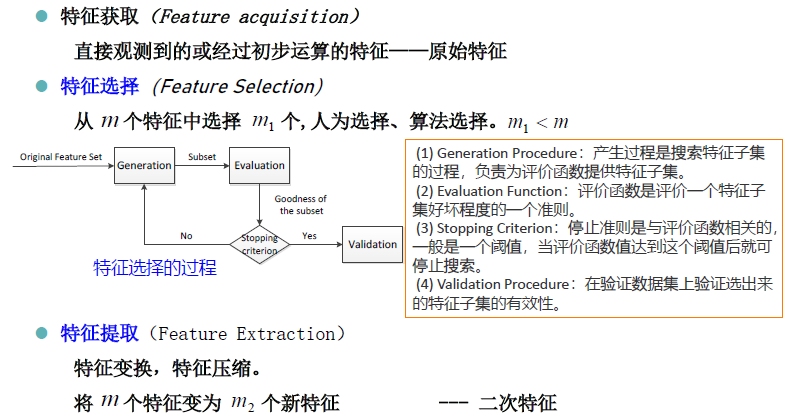 特征获取（Feature acquisition）
直接观测到的或经过初步运算的特征——原始特征
特征选择 (Feature Selection)
从 m 个特征中选择 m₁ 个,人为选择、算法选择。m₁ < m
Original Feature Set
Generation
Subset
Evaluation
Goodness of
the subset
No
Stopping
criterion
Yes
Validation
特征选择的过程
(1) Generation Procedure：产生过程是搜索特征子集
的过程，负责为评价函数提供特征子集。
(2) Evaluation Function：评价函数是评价一个特征子
集好坏程度的一个准则。
(3) Stopping Criterion：停止准则是与评价函数相关的，
一般是一个阈值，当评价函数值达到这个阈值后就可
停止搜索。
(4) Validation Procedure：在验证数据集上验证选出来
的特征子集的有效性。
特征提取（Feature Extraction）
特征变换，特征压缩。
将 m 个特征变为 m₂ 个新特征 --- 二次特征